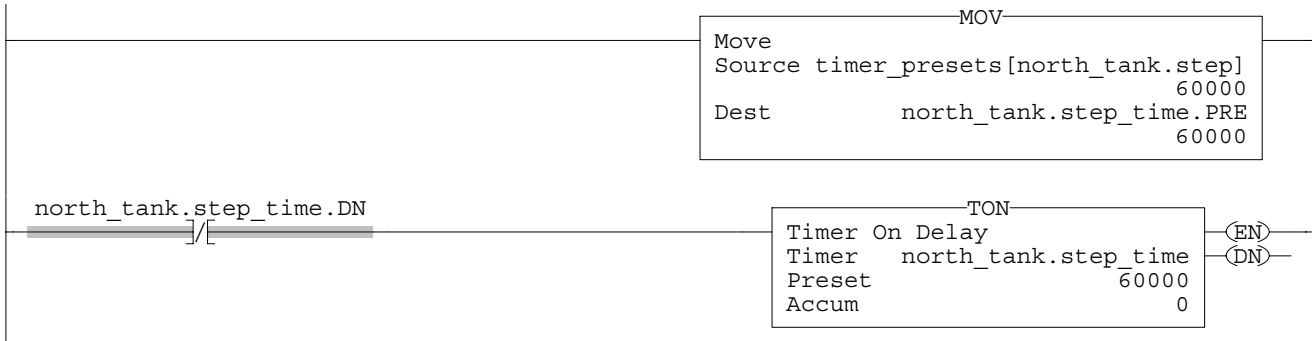 MOV
Move
Source timer_presets[north_tank.step]
60000
Dest north_tank.step_time.PRE
60000
north_tank.step_time.DN
]/[
TON
Timer On Delay
Timer north_tank.step_time
Preset 60000
Accum 0
EN
DN